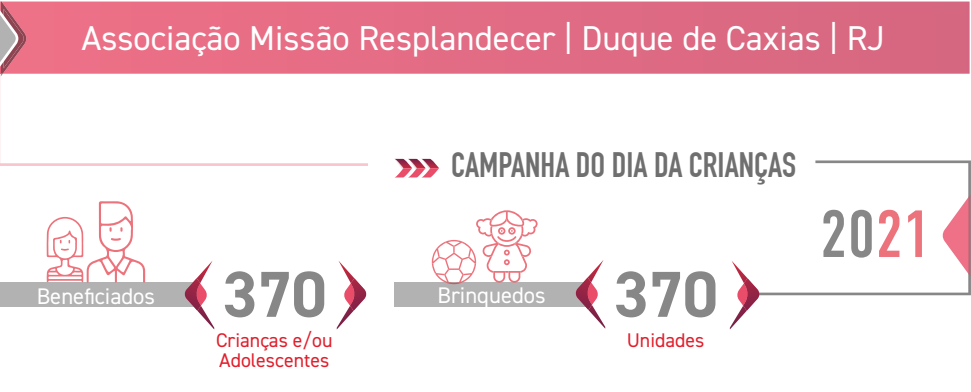 Associação Missão Resplandecer | Duque de Caxias | RJ
CAMPANHA DO DIA DA CRIANÇAS
2021
Beneficiados
370
Crianças e/ou
Adolescentes
Brinquedos
370
Unidades